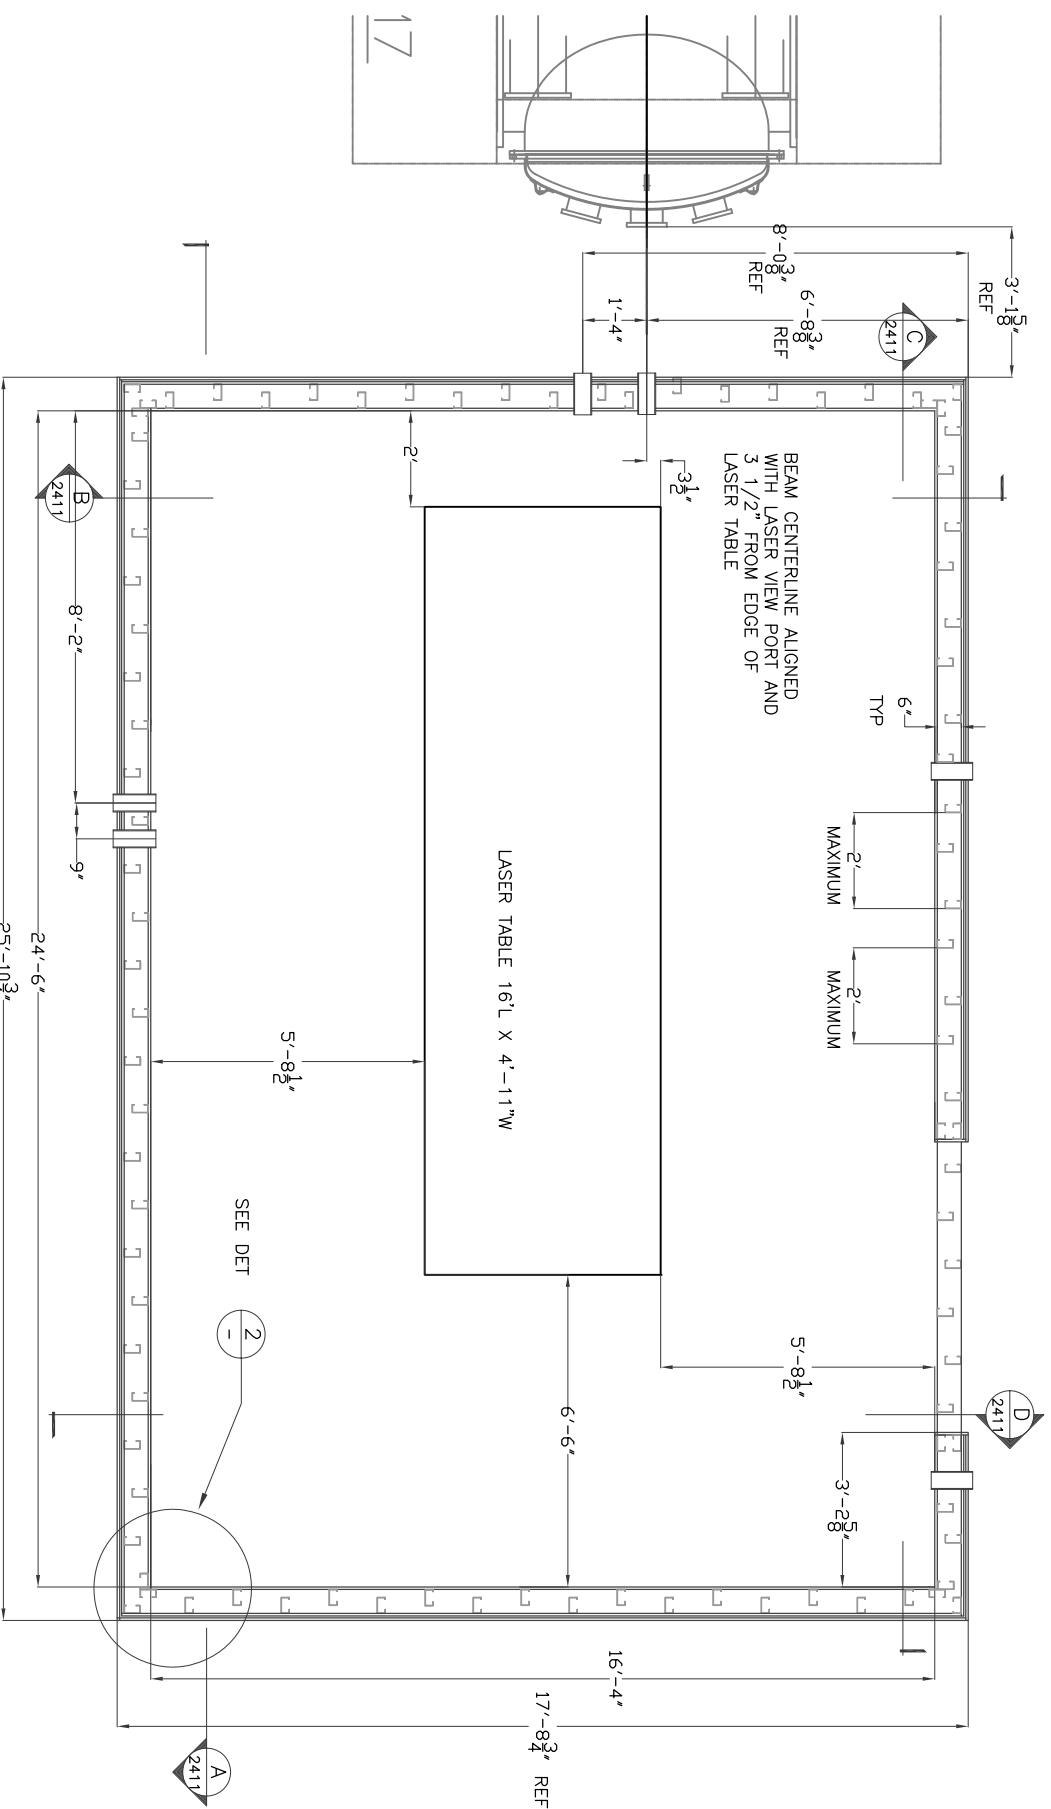 3'-1 5/8"
REF
D
2411
C
2411
6"
TYP
2'
MAXIMUM
2'
MAXIMUM
3'-2 5/8"
8'-0 3/8"
REF
6'-8 3/8"
REF
BEAM CENTERLINE ALIGNED
WITH LASER VIEW PORT AND
3 1/2" FROM EDGE OF
LASER TABLE
5'-8 1/2"
3 1/2"
1'-4"
6'-6"
16'-4"
17'-8 3/4" REF
LASER TABLE 16'L X 4'-11"W
17
2'
5'-8 1/2"
SEE DET
2
-
A
2411
B
2411
8'-2"
9"
24'-6"